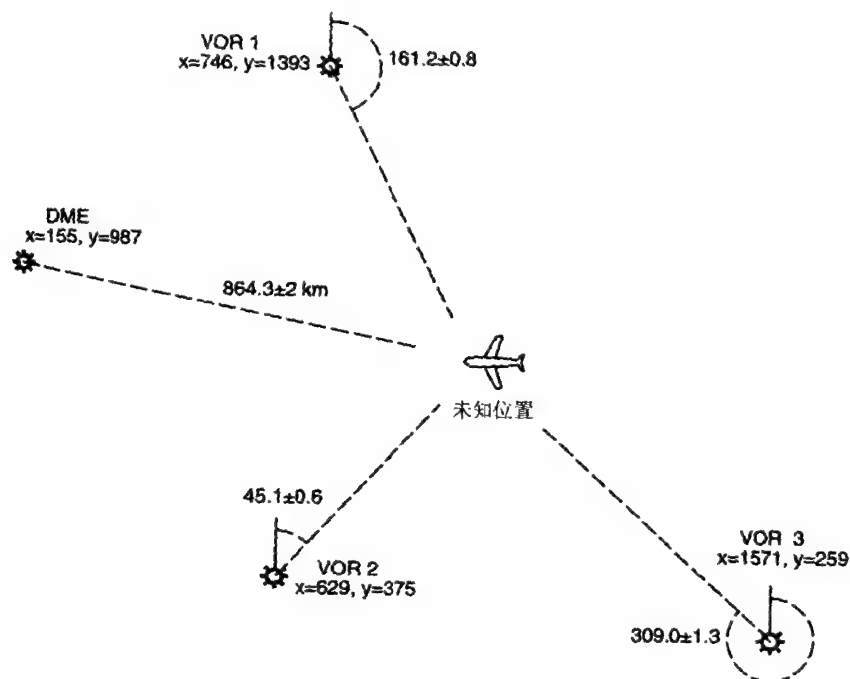 VOR 1
x=746, y=1393
161.2±0.8
DME
x=155, y=987
864.3±2 km
未知位置
45.1±0.6
VOR 2
x=629, y=375
VOR 3
x=1571, y=259
309.0±1.3